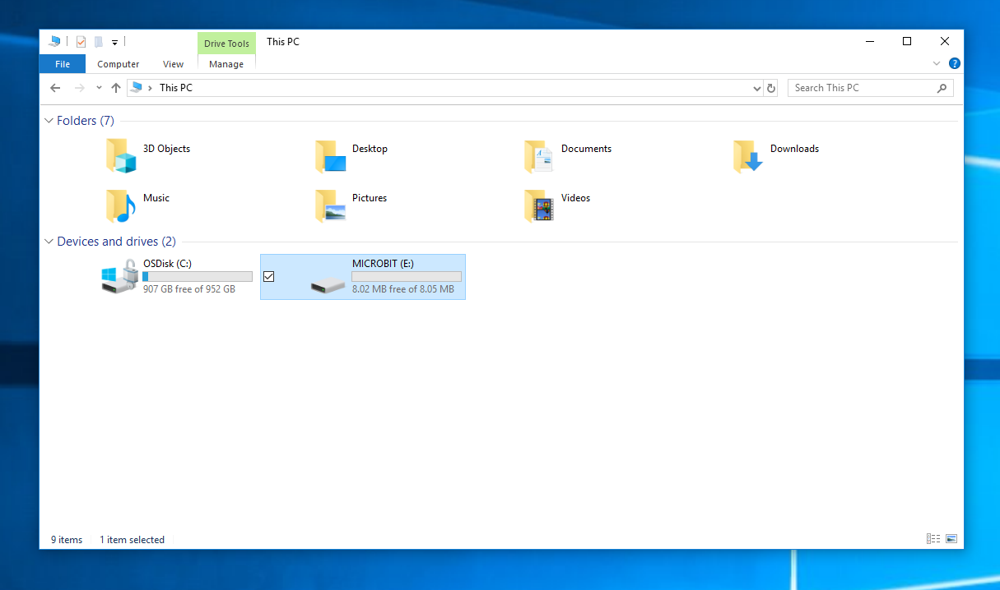 Drive Tools
This PC
File
Computer
View
Manage
This PC
Search This PC
Folders (7)
3D Objects
Desktop
Documents
Downloads
Music
Pictures
Videos
Devices and drives (2)
OSDisk (C:)
907 GB free of 952 GB
MICROBIT (E:)
8.02 MB free of 8.05 MB
9 items
1 item selected